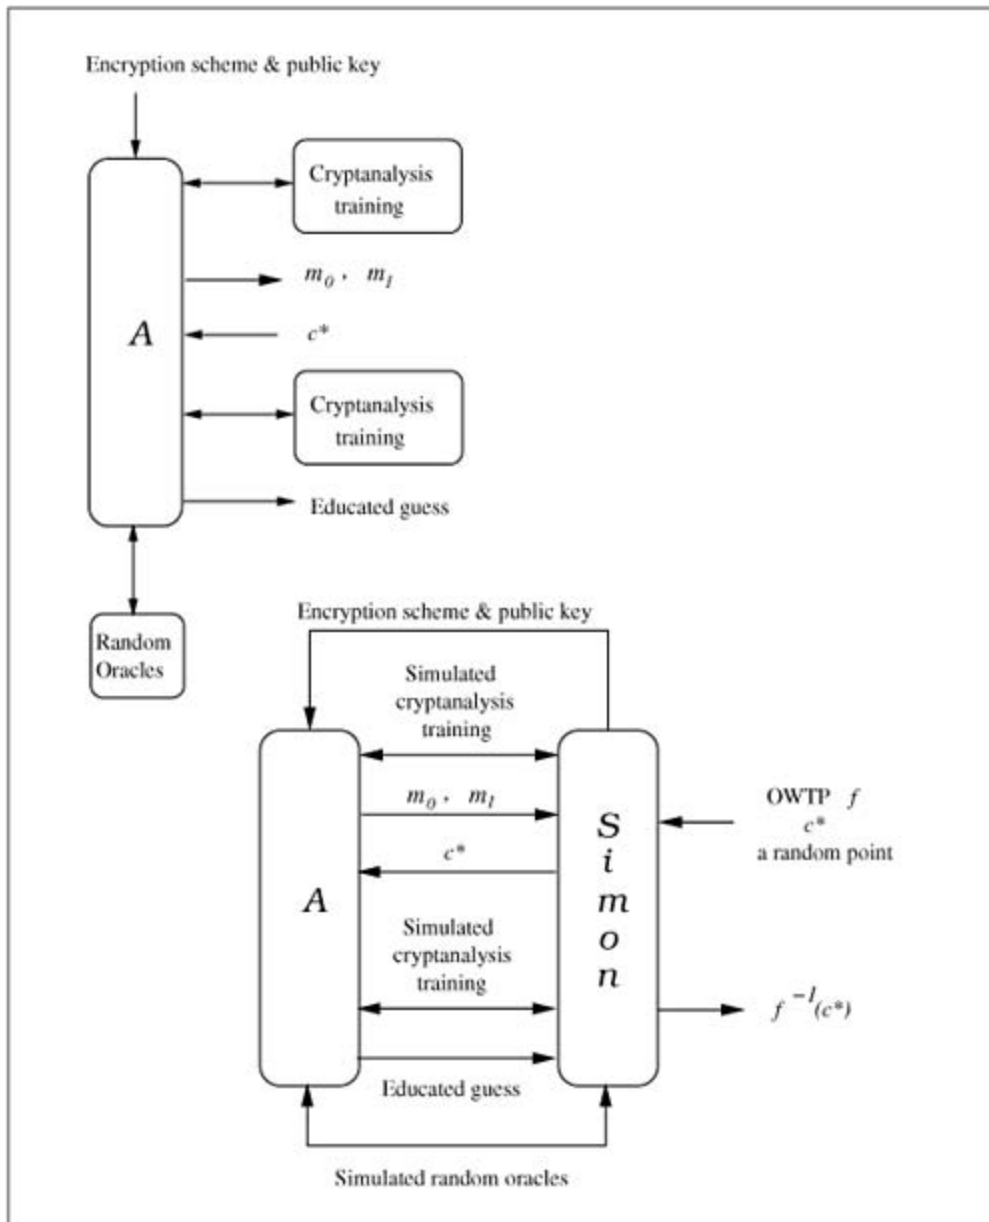 Encryption scheme & public key
Cryptanalysis
training
m₀ , m₁
A
c*
Cryptanalysis
training
Educated guess
Random
Oracles
Encryption scheme & public key
Simulated
cryptanalysis
training
m₀ , m₁
c*
A
Simulated
cryptanalysis
training
Educated guess
Simon
OWTP f
c*
a random point
f ⁻¹(c*)
Simulated random oracles